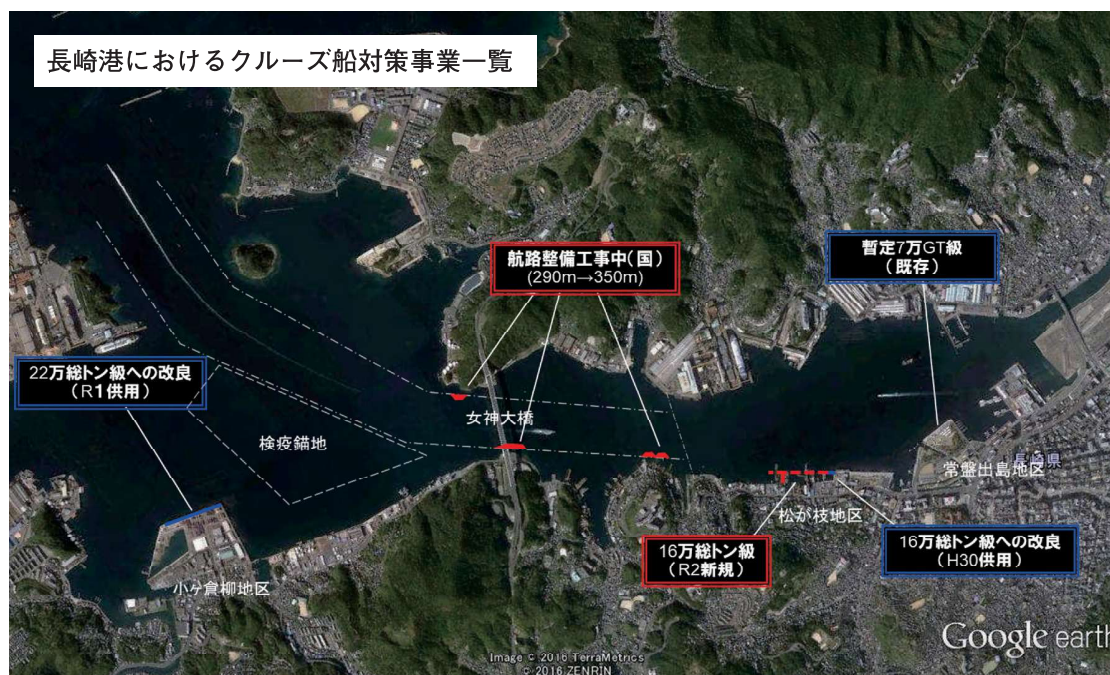 長崎港におけるクルーズ船対策事業一覧
航路整備工事中(国)
(290m→350m)
暫定7万GT級
(既存)
22万総トン級への改良
(R1供用)
検疫錨地
女神大橋
長崎県
常盤出島地区
松が枝地区
16万総トン級
(R2新規)
16万総トン級への改良
(H30供用)
小ヶ倉柳地区
Google earth
Image © 2016 TerraMetrics
© 2016 ZENRIN